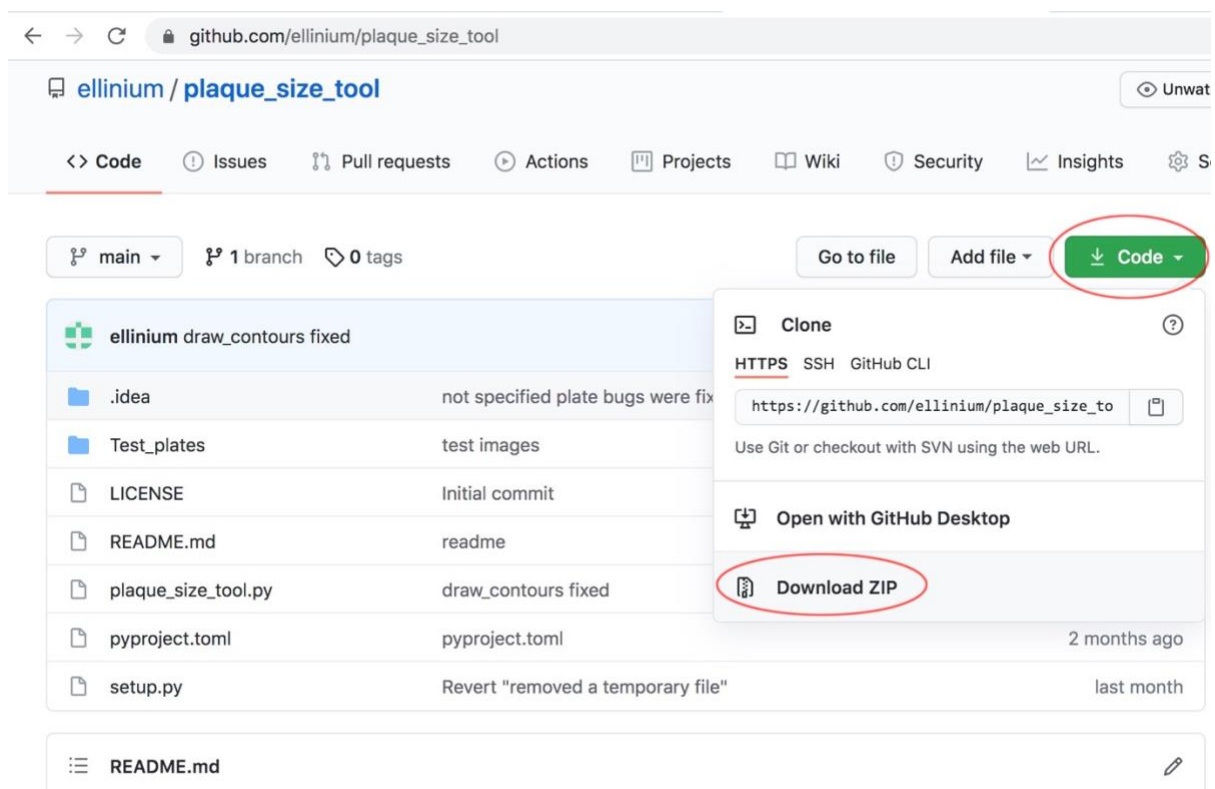 github.com/ellinium/plaque_size_tool
ellinium / plaque_size_tool
Unwat
<> Code Issues Pull requests Actions Projects Wiki Security Insights S
main 1 branch 0 tags Go to file Add file Code
ellinium draw_contours fixed
Clone
HTTPS SSH GitHub CLI
https://github.com/ellinium/plaque_size_to
Use Git or checkout with SVN using the web URL.
Open with GitHub Desktop
Download ZIP
.idea not specified plate bugs were fix
Test_plates test images
LICENSE Initial commit
README.md readme
plaque_size_tool.py draw_contours fixed
pyproject.toml pyproject.toml 2 months ago
setup.py Revert "removed a temporary file" last month
README.md